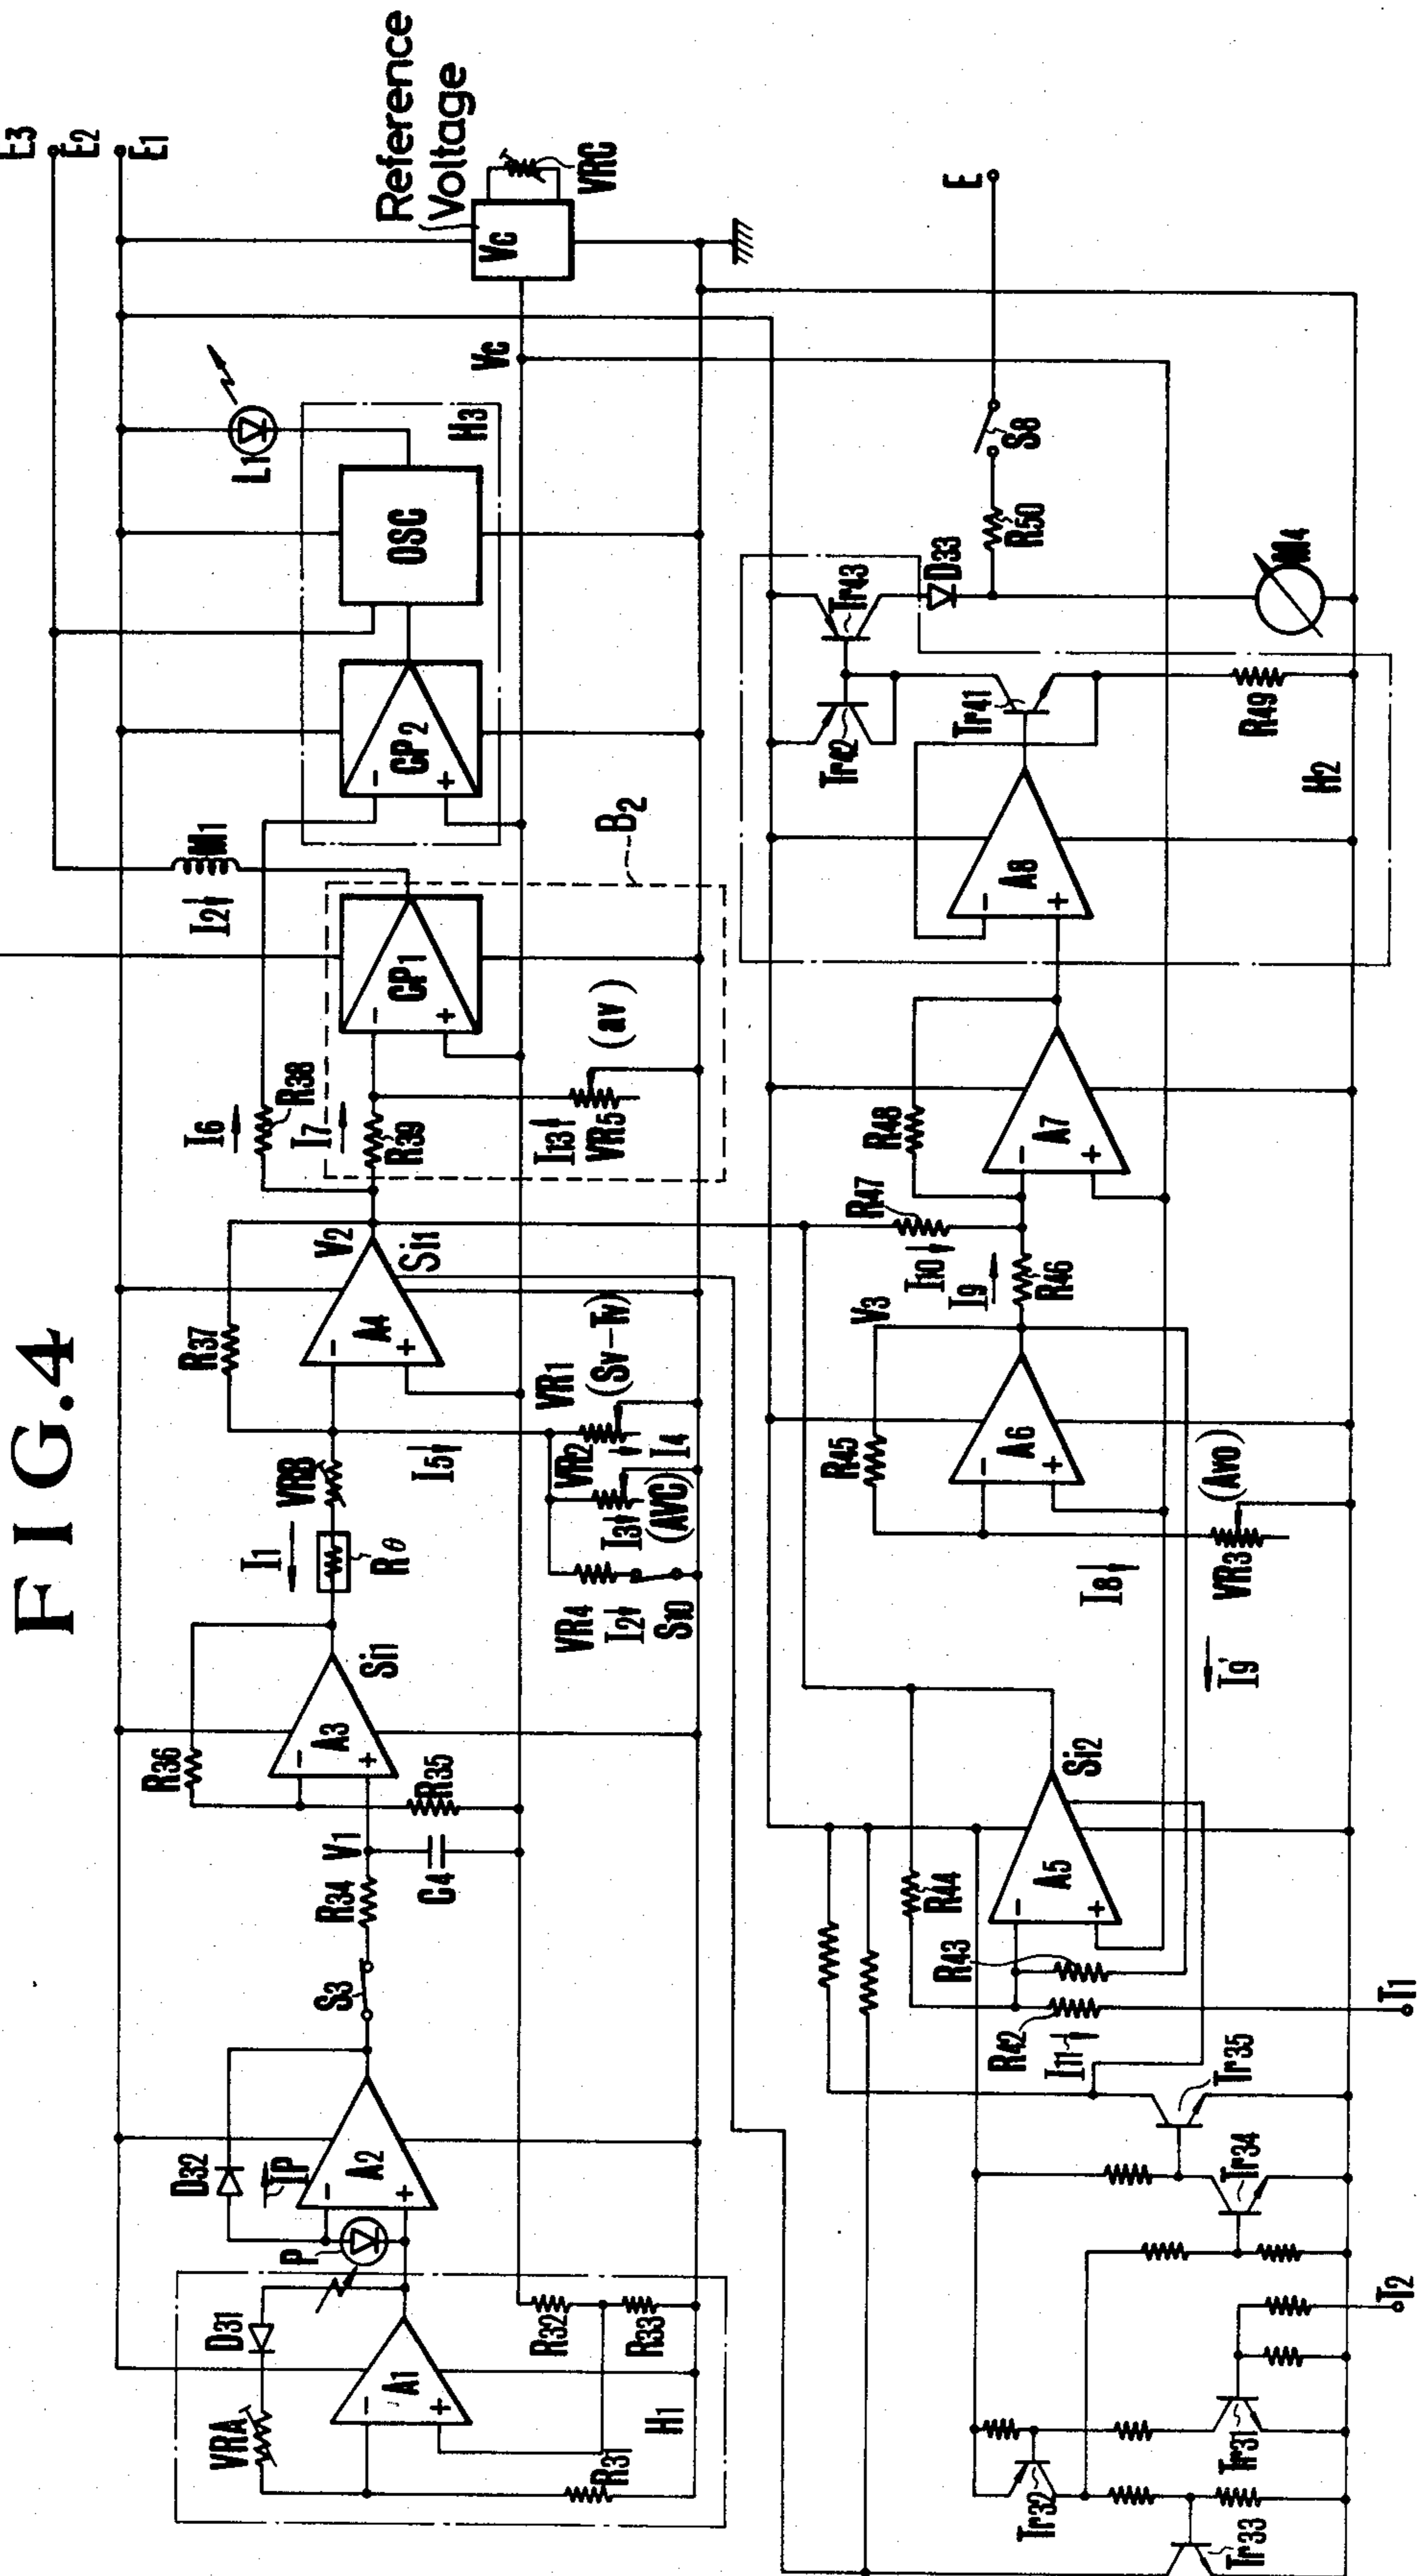 FIG.4
E3
E2
E1
Reference
Voltage
VC
VRC
VC
L1
H3
OSC
CP2
-
+
M1
I2
B2
CP1
-
+
(av)
I6
R38
I7
R39
I13
VR5
R37
V2
Si1
A4
-
+
VR1
(Sv-Tv)
VR2
I4
I5
I3
(AVC)
VR4
I2
S10
VRB
I1
Rθ
R36
Si1
A3
-
+
R35
V1
C4
R34
S3
D32
IP
A2
-
+
P
D31
VRA
A1
-
+
R32
R33
R31
H1
E
S8
R50
D33
M4
Tr43
Tr42
Tr41
R49
H2
A8
-
+
R48
A7
-
+
R47
I10
I9
R46
V3
R45
A6
-
+
(AVO)
VR3
I8
I9'
Si2
A5
-
+
R44
R43
R42
I11
T1
Tr35
Tr34
T2
Tr31
Tr32
Tr33